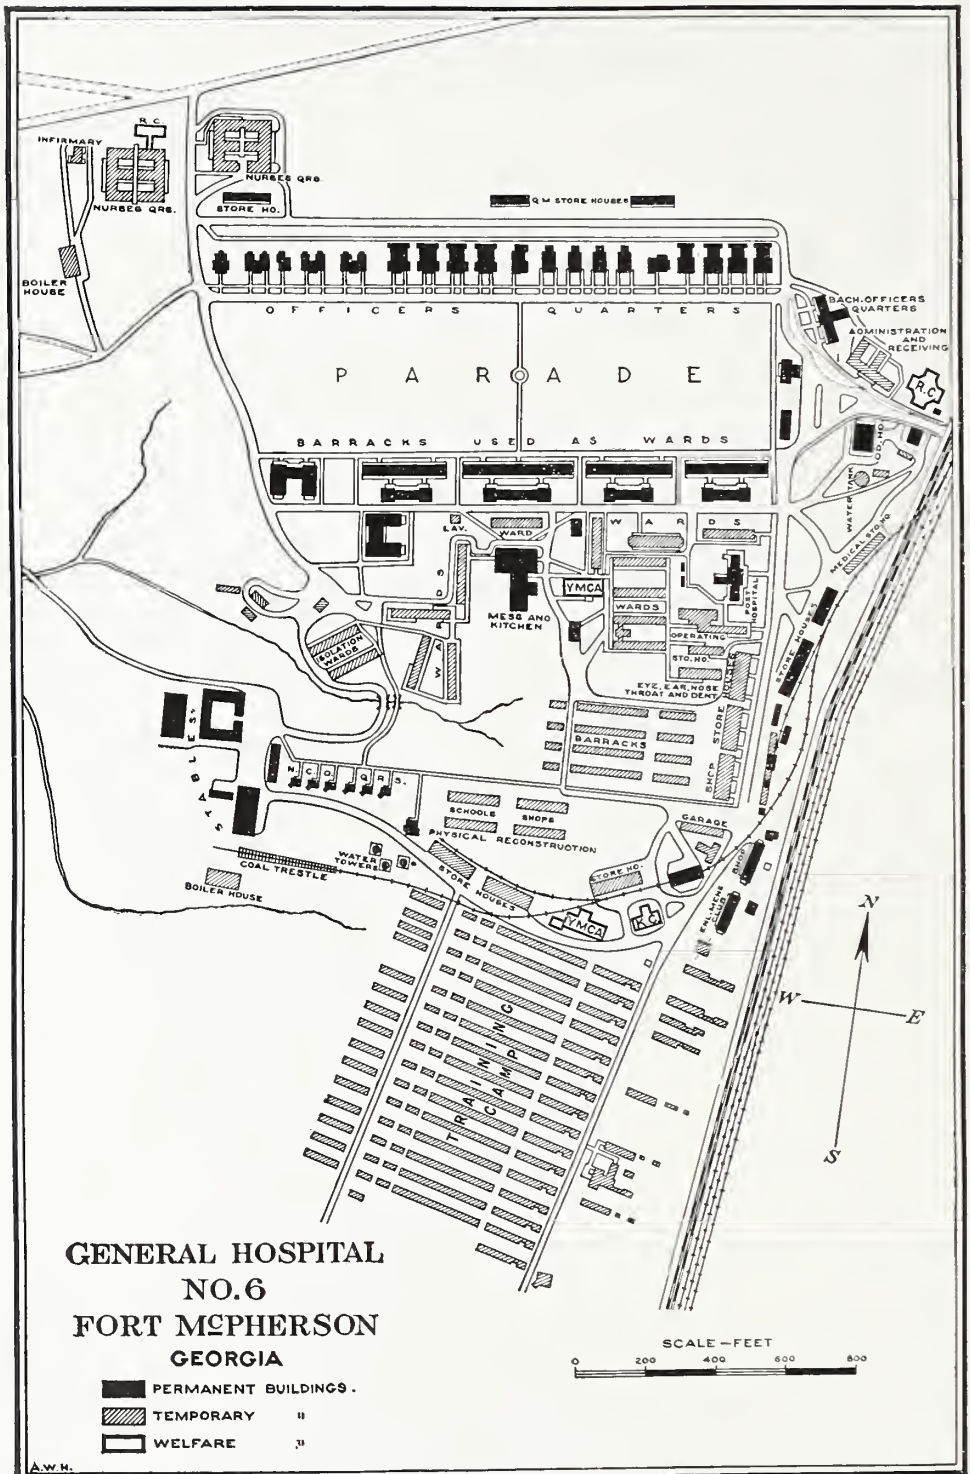 R.C.
INFIRMARY
NURSES QRS.
NURSES QRS.
STORE HO.
Q M STORE HOUSES
BOILER
HOUSE
OFFICERS QUARTERS
BACH. OFFICERS
QUARTERS
ADMINISTRATION
AND
RECEIVING
PARADE
R.C.
BARRACKS USED AS WARDS
OD. HO.
WATER TANK
LAV.
WARD
WARDS
MEDICAL STO. HO.
YMCA
MESS AND
KITCHEN
WARDS
POST
HOSPITAL
OPERATING
STO. HO.
ISOLATION
WARDS
WARDS
EYE, EAR, NOSE
THROAT AND DENT.
STORE HOUSES
STORE HOUSES
BARRACKS
SHOP
STABLES
N.C.O. QRS.
SCHOOLS
SHOPS
PHYSICAL RECONSTRUCTION
GARAGE
WATER
TOWERS
COAL TRESTLE
BOILER HOUSE
STORE HOUSES
STORE HO.
SHOP
YMCA
K.C.
ENL. MENS
CLUB
TRAINING
CAMP
N
W
E
S
GENERAL HOSPITAL
NO. 6
FORT McPHERSON
GEORGIA
PERMANENT BUILDINGS.
TEMPORARY "
WELFARE "
SCALE—FEET
0 200 400 600 800
A.W.H.